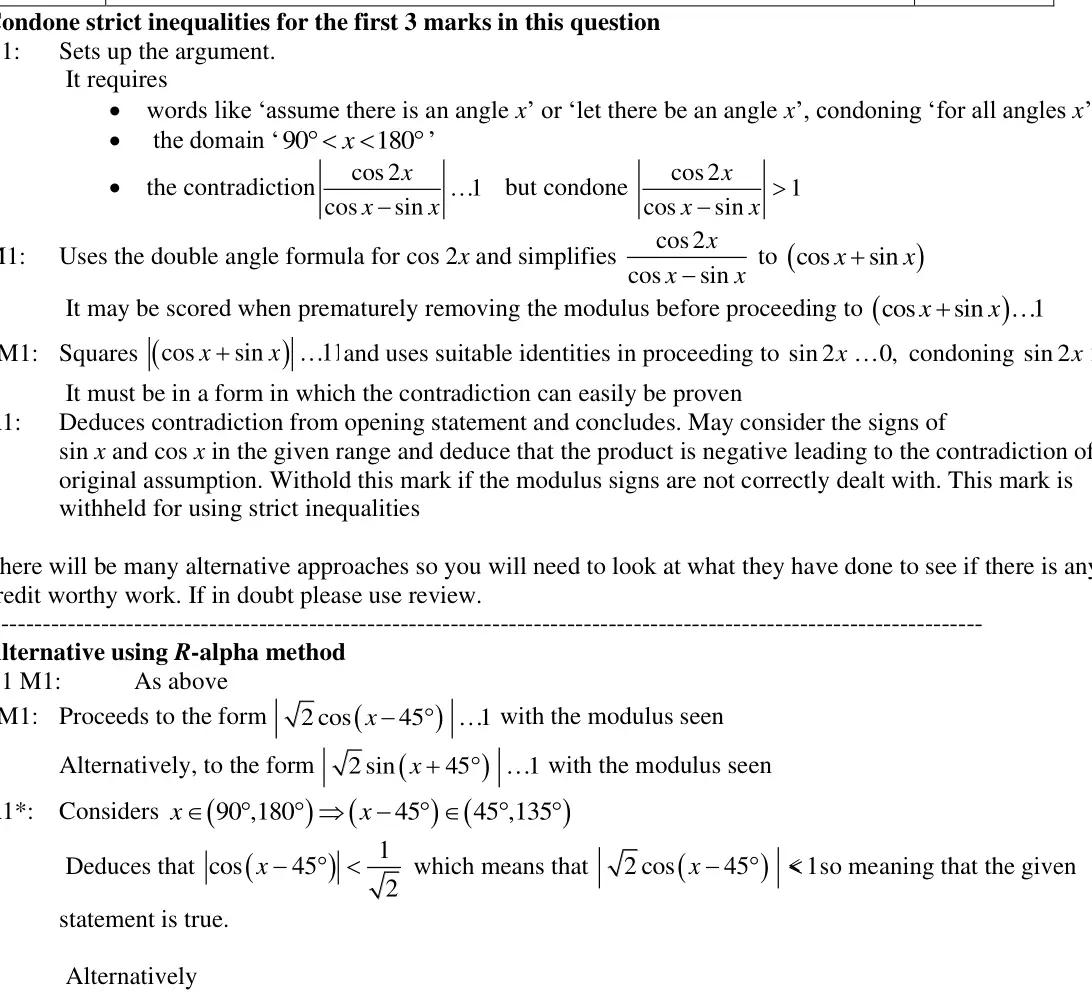 ondone strict inequalities for the first 3 marks in this question
1: Sets up the argument.
It requires
• words like ‘assume there is an angle x’ or ‘let there be an angle x’, condoning ‘for all angles x’
• the domain ‘ 90° < x < 180° ’
• the contradiction |cos 2x / (cos x − sin x)| …1 but condone |cos 2x / (cos x − sin x)| > 1
1: Uses the double angle formula for cos 2x and simplifies cos 2x / (cos x − sin x) to (cos x + sin x)
It may be scored when prematurely removing the modulus before proceeding to (cos x + sin x)…1
M1: Squares |(cos x + sin x)| …1 and uses suitable identities in proceeding to sin 2x …0, condoning sin 2x
It must be in a form in which the contradiction can easily be proven
1: Deduces contradiction from opening statement and concludes. May consider the signs of
sin x and cos x in the given range and deduce that the product is negative leading to the contradiction of
original assumption. Withold this mark if the modulus signs are not correctly dealt with. This mark is
withheld for using strict inequalities
here will be many alternative approaches so you will need to look at what they have done to see if there is any
redit worthy work. If in doubt please use review.
lternative using R-alpha method
1 M1: As above
M1: Proceeds to the form |√2 cos(x − 45°)| …1 with the modulus seen
Alternatively, to the form |√2 sin(x + 45°)| …1 with the modulus seen
1*: Considers x ∈ (90°,180°) ⇒ (x − 45°) ∈ (45°,135°)
Deduces that |cos(x − 45°)| < 1/√2 which means that |√2 cos(x − 45°)| < 1 so meaning that the given
statement is true.
Alternatively